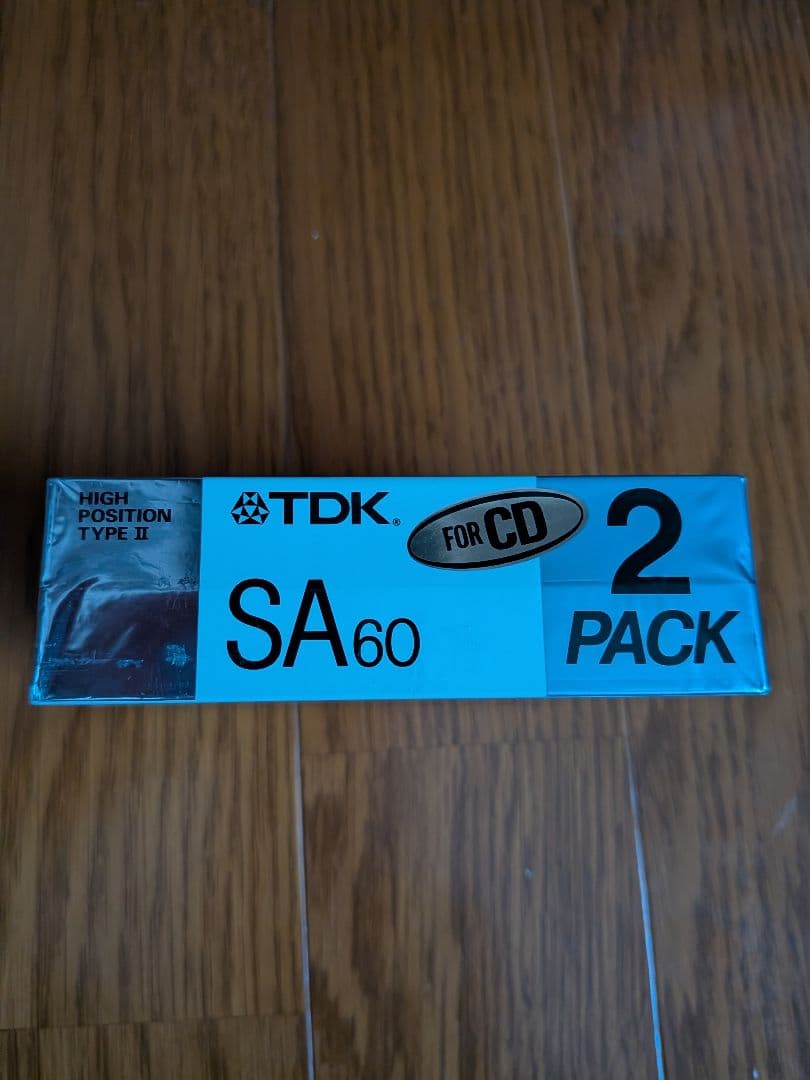 HIGH
POSITION
TYPE II
TDK®
FOR CD
SA60
2
PACK